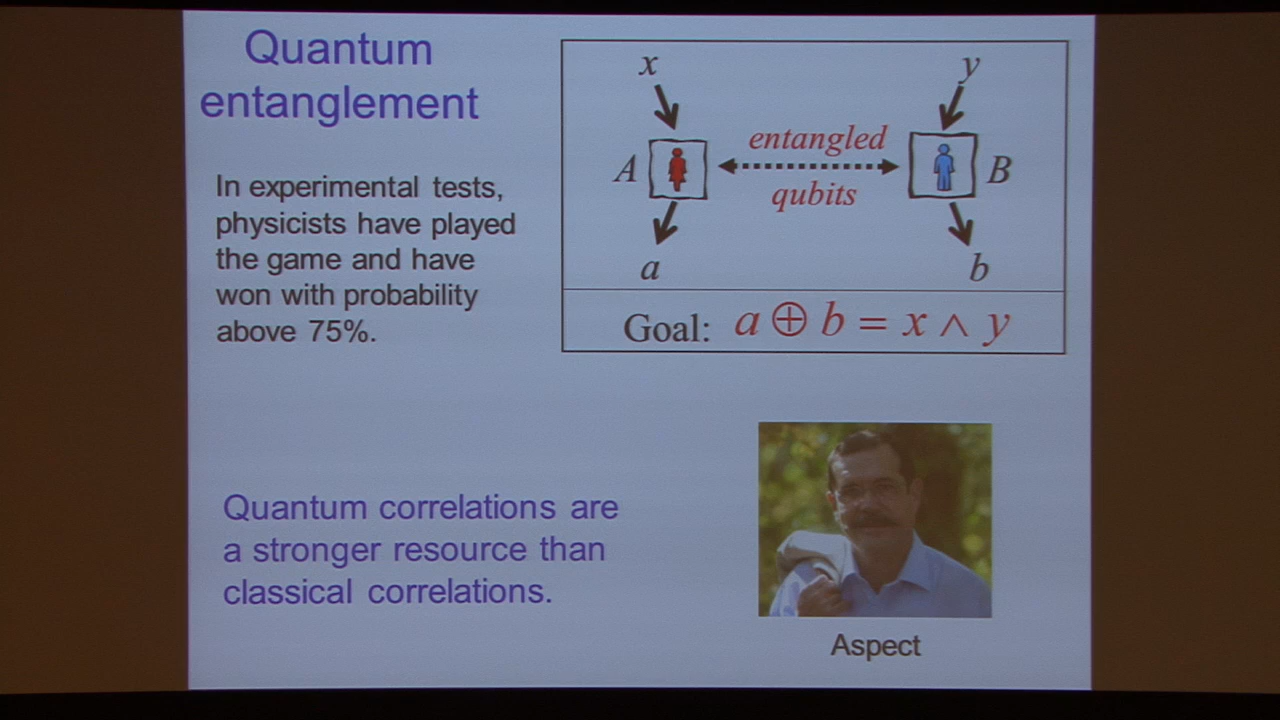 Quantum
entanglement
In experimental tests,
physicists have played
the game and have
won with probability
above 75%.
x y
A entangled B
qubits
a b
Goal: a ⊕ b = x ∧ y
Quantum correlations are
a stronger resource than
classical correlations.
Aspect